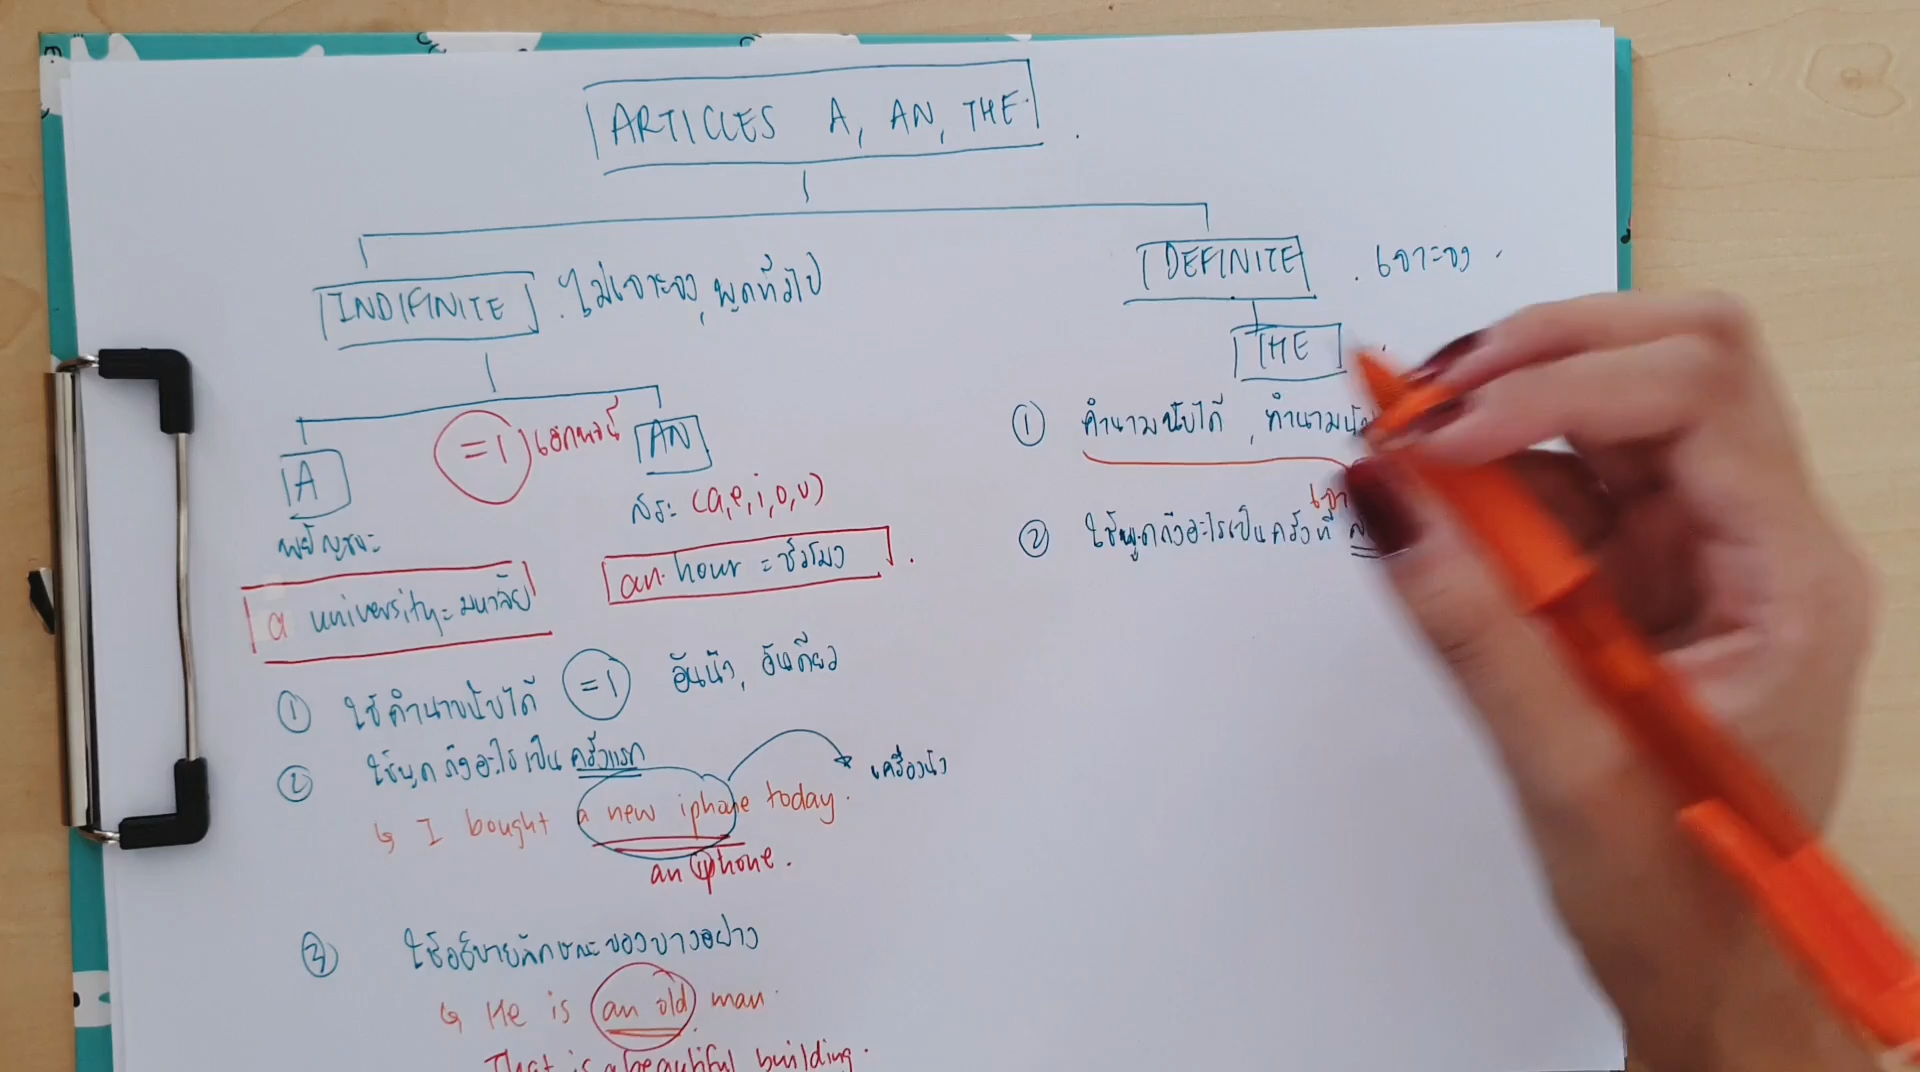 ARTICLES A, AN, THE.
INDIFINITE . ไม่เจาะจง, พูดทั่วไป
A
พยัญชนะ
a university = มหาลัย
= 1 เอกพจน์
AN
สระ (a, e, i, o, u)
an hour = ชั่วโมง
① ใช้คำนามนับได้ = 1 อันนึง, อันเดียว
② ใช้พูดถึงอะไรเป็นครั้งแรก
↳ I bought a new iphone today. เครื่องนึง
an iphone.
③ ใช้อธิบายลักษณะของบางอย่าง
↳ He is an old man.
That is a beautiful building.
DEFINITE . เจาะจง .
THE
① คำนามนับได้ , คำนาม
② ใช้พูดถึงอะไรเป็นครั้งที่